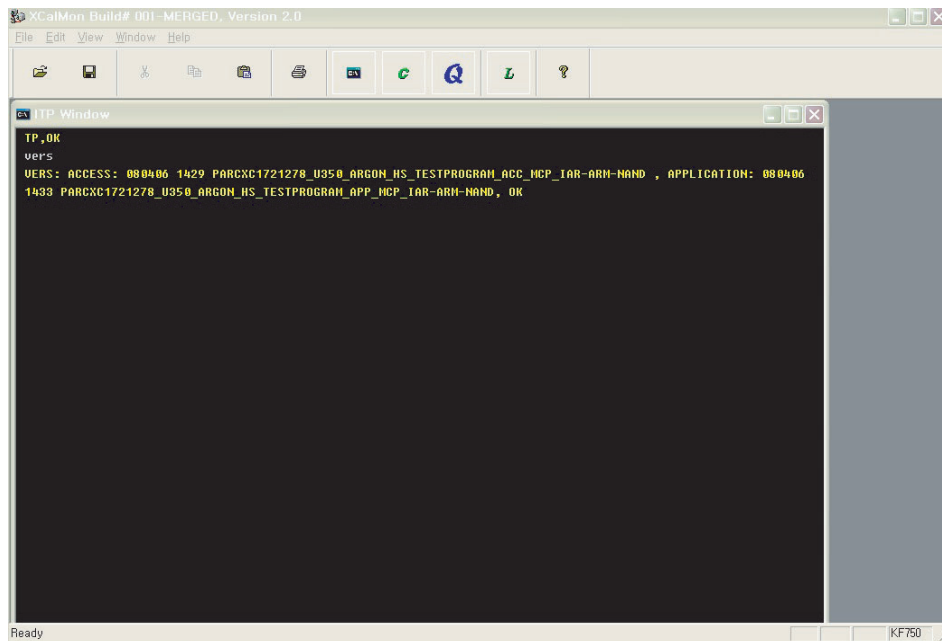 XCalMon Build# 001-MERGED, Version 2.0
File Edit View Window Help
C:\ C Q L ?
C:\ ITP Window
TP,OK
vers
VERS: ACCESS: 080406 1429 PARCXC1721278_U350_ARGON_HS_TESTPROGRAM_ACC_MCP_IAR-ARM-NAND , APPLICATION: 080406
1433 PARCXC1721278_U350_ARGON_HS_TESTPROGRAM_APP_MCP_IAR-ARM-NAND, OK
Ready KF750